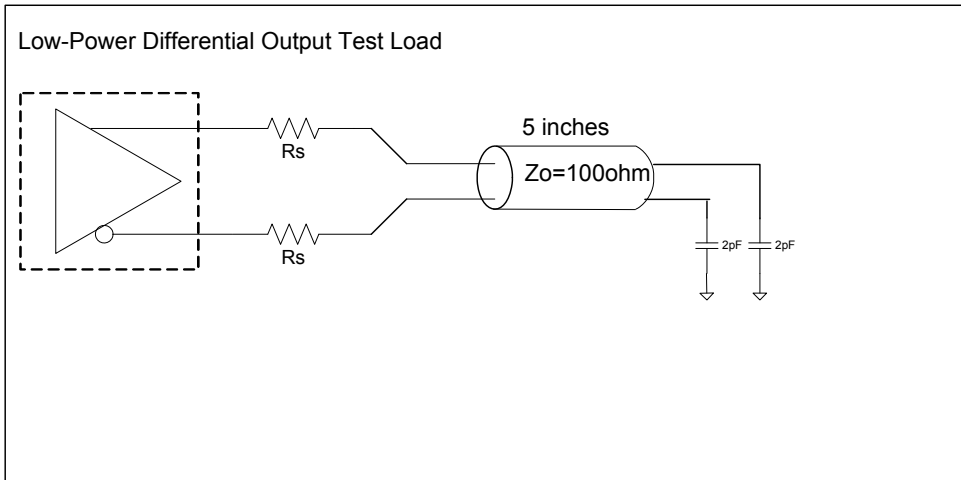 Low-Power Differential Output Test Load
Rs
5 inches
Zo=100ohm
Rs
2pF
2pF